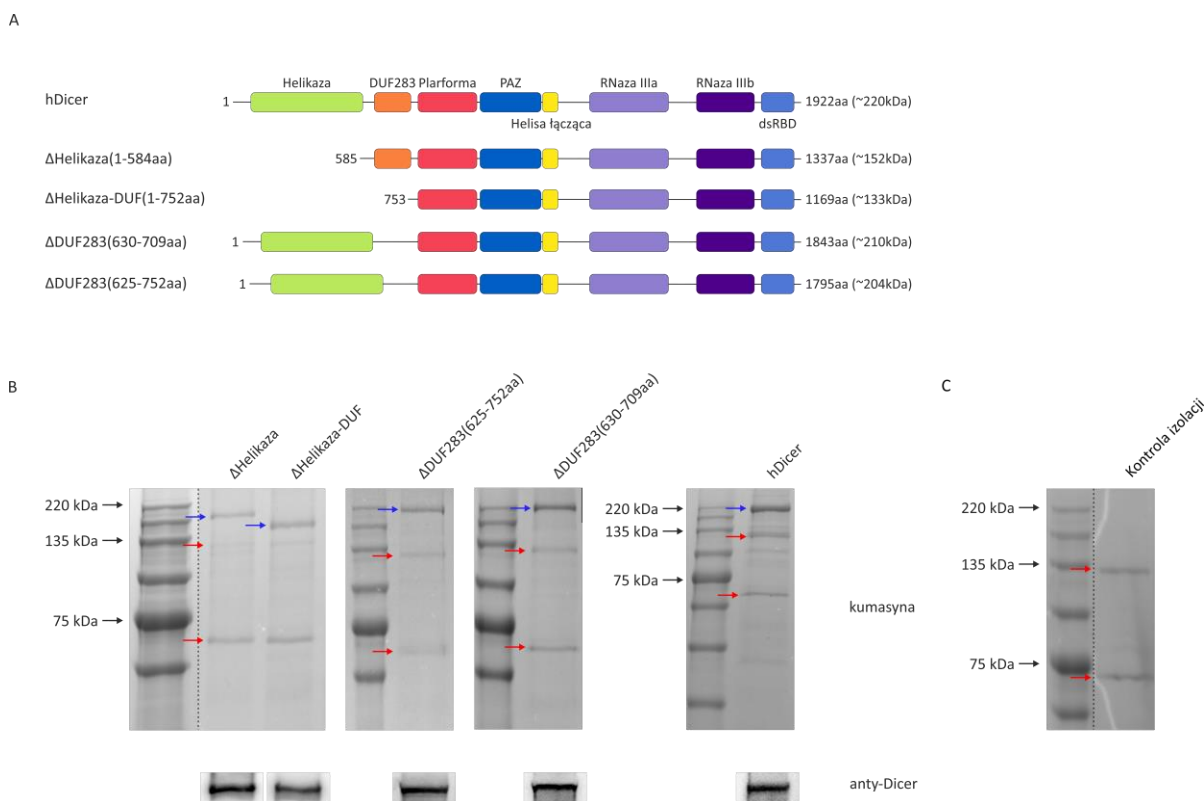 A
Helikaza DUF283 Plarforma PAZ RNaza IIIa RNaza IIIb
hDicer 1 1922aa (~220kDa)
Helisa łącząca dsRBD
ΔHelikaza(1-584aa) 585 1337aa (~152kDa)
ΔHelikaza-DUF(1-752aa) 753 1169aa (~133kDa)
ΔDUF283(630-709aa) 1 1843aa (~210kDa)
ΔDUF283(625-752aa) 1 1795aa (~204kDa)
B
ΔHelikaza
ΔHelikaza-DUF
ΔDUF283(625-752aa)
ΔDUF283(630-709aa)
hDicer
220 kDa
135 kDa
75 kDa
220 kDa
135 kDa
75 kDa
kumasyna
anty-Dicer
C
Kontrola izolacji
220 kDa
135 kDa
75 kDa